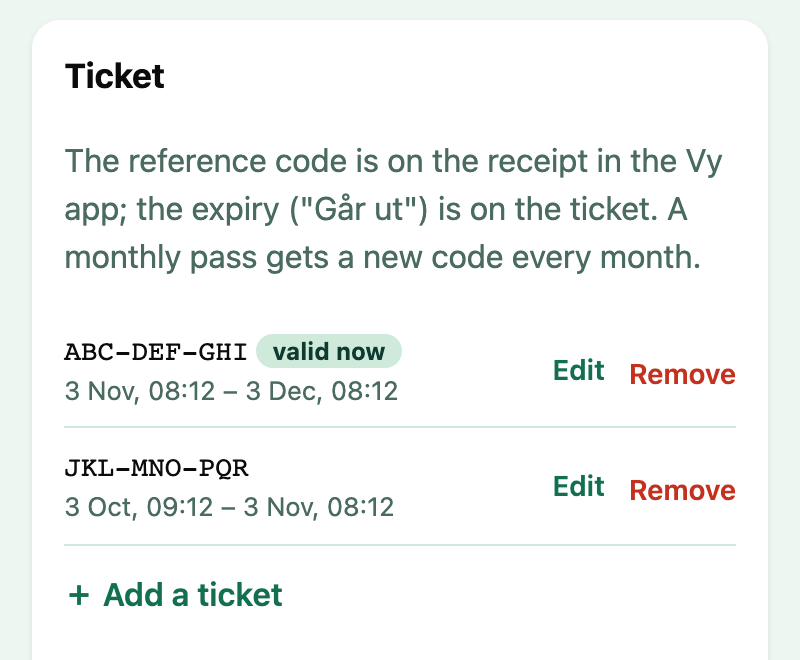 Ticket
The reference code is on the receipt in the Vy
app; the expiry ("Går ut") is on the ticket. A
monthly pass gets a new code every month.
ABC-DEF-GHI valid now
3 Nov, 08:12 – 3 Dec, 08:12
Edit Remove
JKL-MNO-PQR
3 Oct, 09:12 – 3 Nov, 08:12
Edit Remove
+ Add a ticket